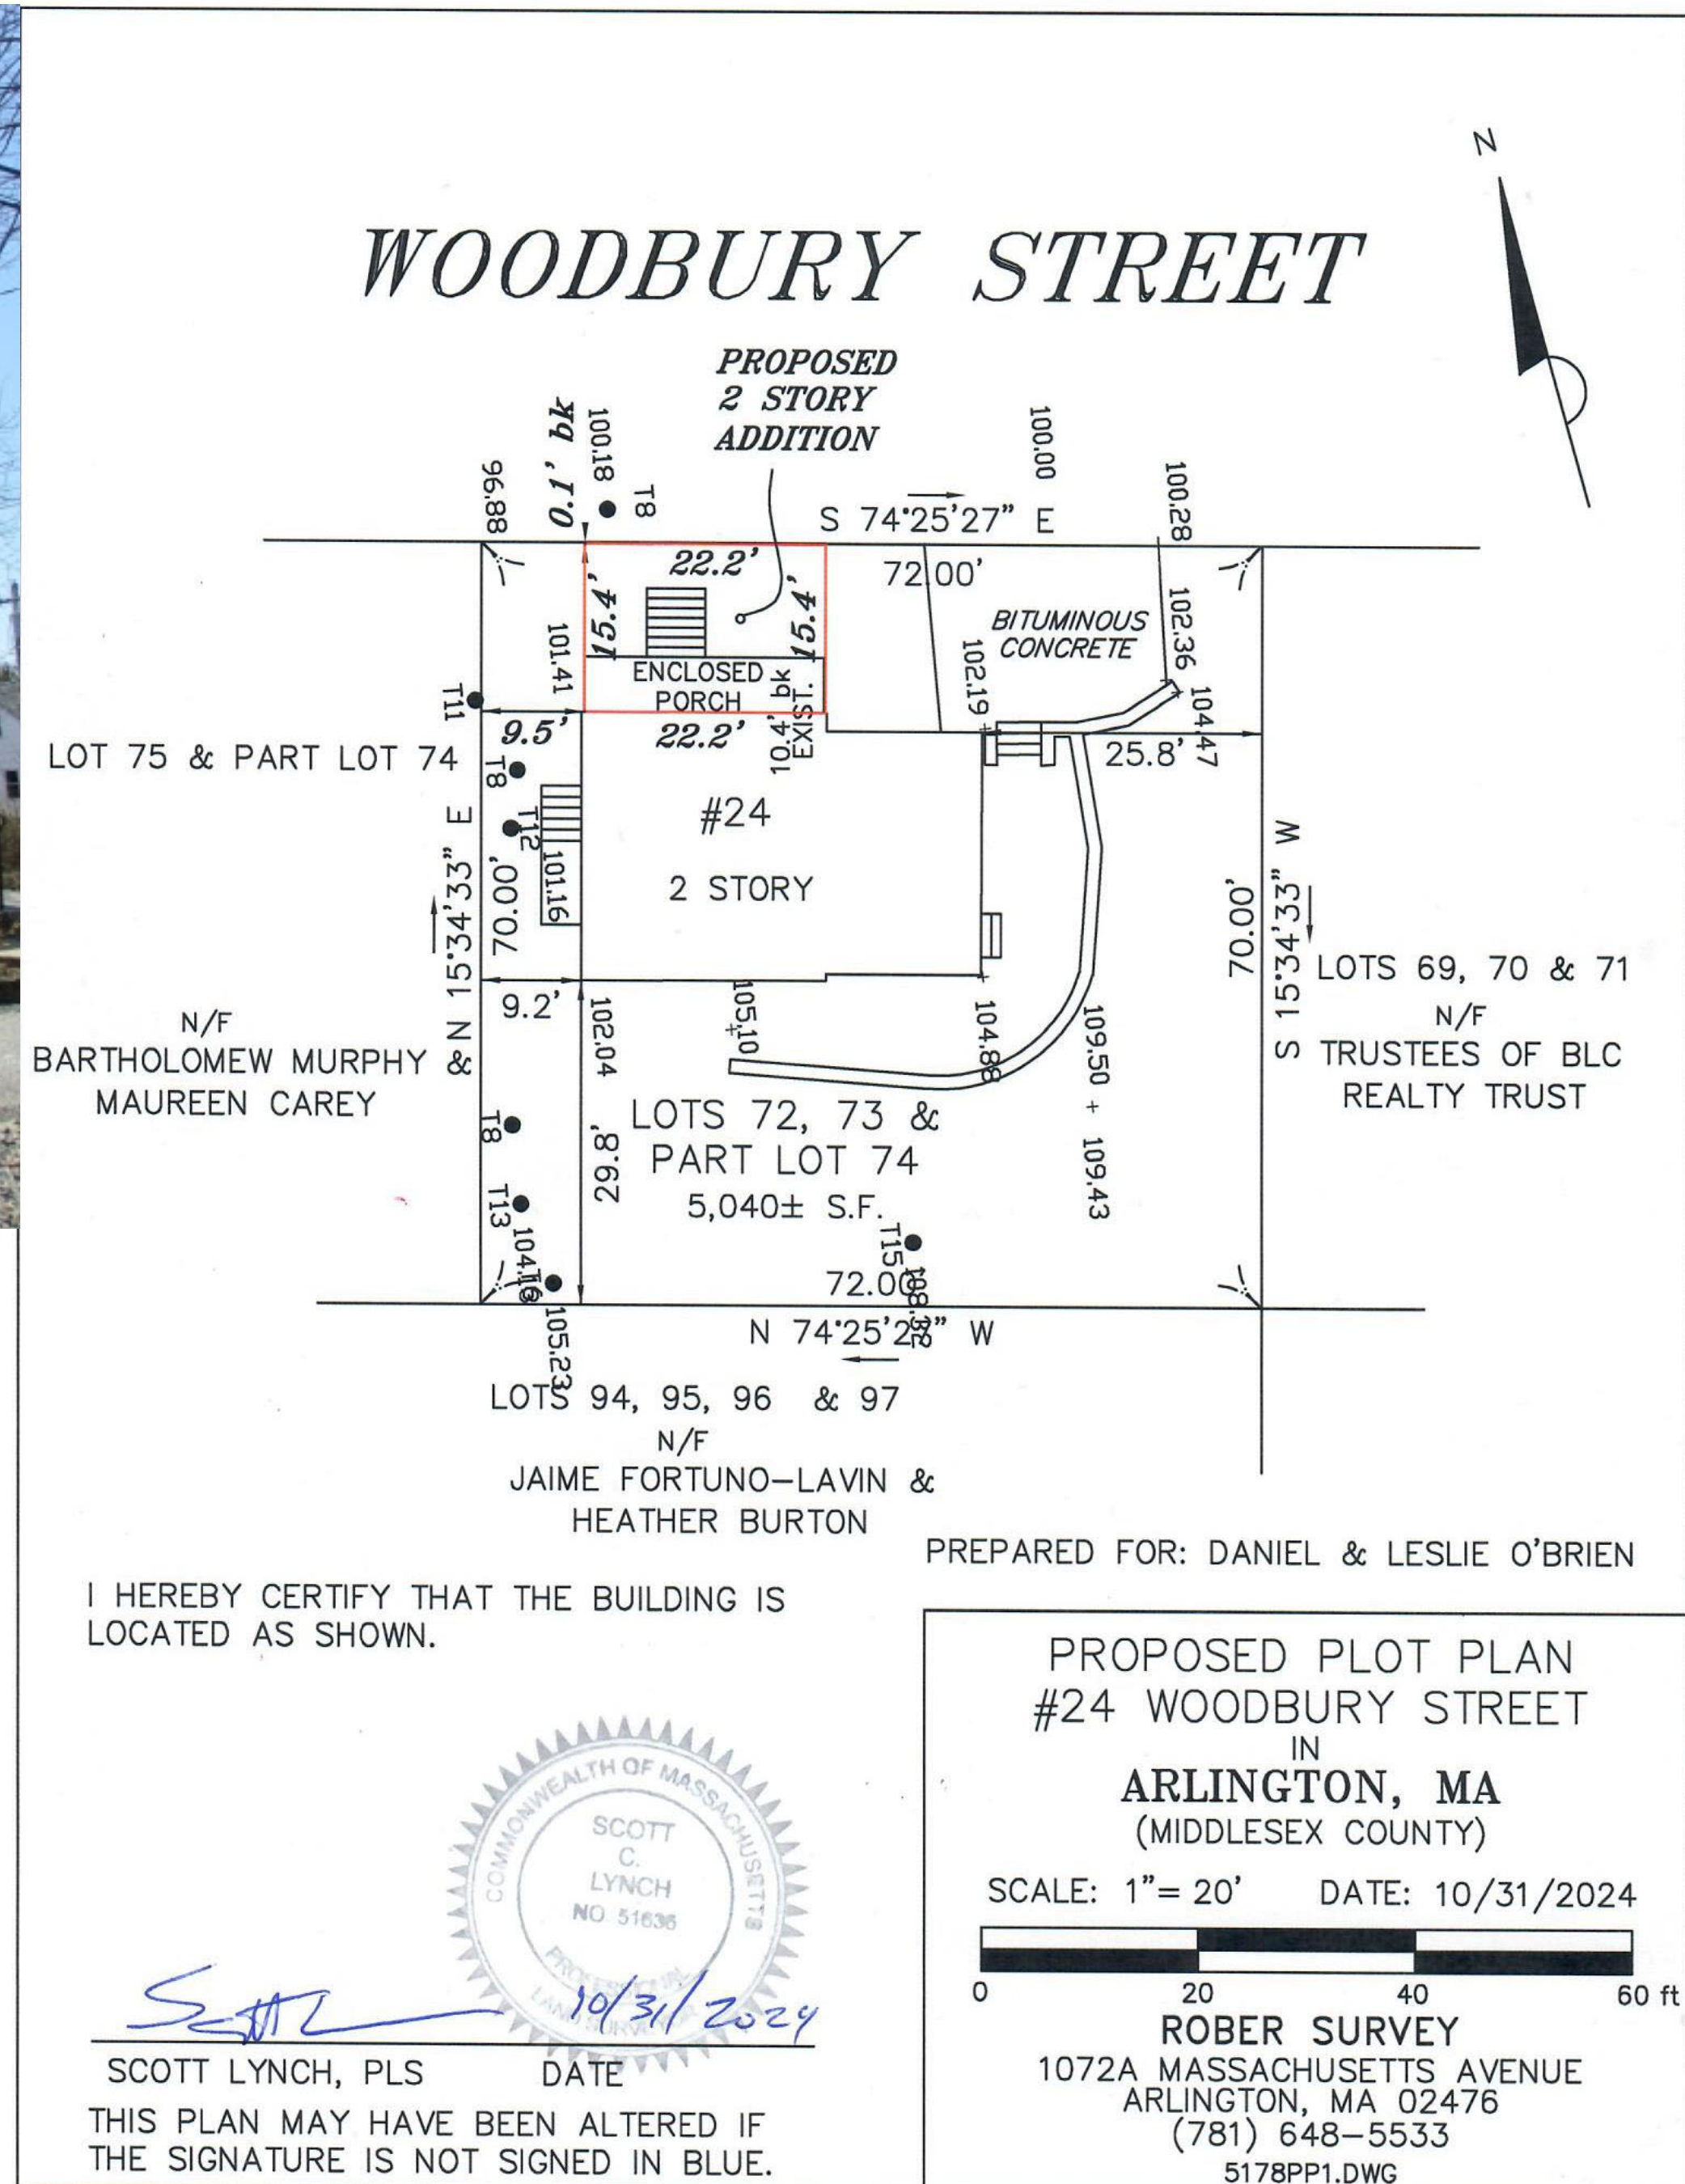 N
WOODBURY STREET
PROPOSED
2 STORY
ADDITION
0.1' bk
100.18
T8
100.00
96.88
100.28
S 74°25'27" E
72.00'
22.2'
15.4'
15.4'
BITUMINOUS
CONCRETE
102.36
101.41
ENCLOSED
PORCH
10.4' bk
EXIST.
102.19
104.47
T11
9.5'
22.2'
25.8'
LOT 75 & PART LOT 74
T8
T12
101.16
#24
2 STORY
70.00'
&N 15°34'33" E
70.00'
S 15°34'33" W
LOTS 69, 70 & 71
N/F
TRUSTEES OF BLC
REALTY TRUST
9.2'
N/F
BARTHOLOMEW MURPHY
MAUREEN CAREY
102.04
105.10
104.88
109.50
109.43
T8
29.8'
LOTS 72, 73 &
PART LOT 74
5,040± S.F.
T13
T15
72.00
108.32
105.23
N 74°25'27" W
LOTS 94, 95, 96 & 97
N/F
JAIME FORTUNO-LAVIN &
HEATHER BURTON
PREPARED FOR: DANIEL & LESLIE O'BRIEN
I HEREBY CERTIFY THAT THE BUILDING IS
LOCATED AS SHOWN.
COMMONWEALTH OF MASSACHUSETTS
SCOTT
C.
LYNCH
NO. 51636
PROFESSIONAL
LAND SURVEYOR
10/31/2024
SCOTT LYNCH, PLS DATE
THIS PLAN MAY HAVE BEEN ALTERED IF
THE SIGNATURE IS NOT SIGNED IN BLUE.
PROPOSED PLOT PLAN
#24 WOODBURY STREET
IN
ARLINGTON, MA
(MIDDLESEX COUNTY)
SCALE: 1"= 20' DATE: 10/31/2024
0 20 40 60 ft
ROBER SURVEY
1072A MASSACHUSETTS AVENUE
ARLINGTON, MA 02476
(781) 648-5533
5178PP1.DWG